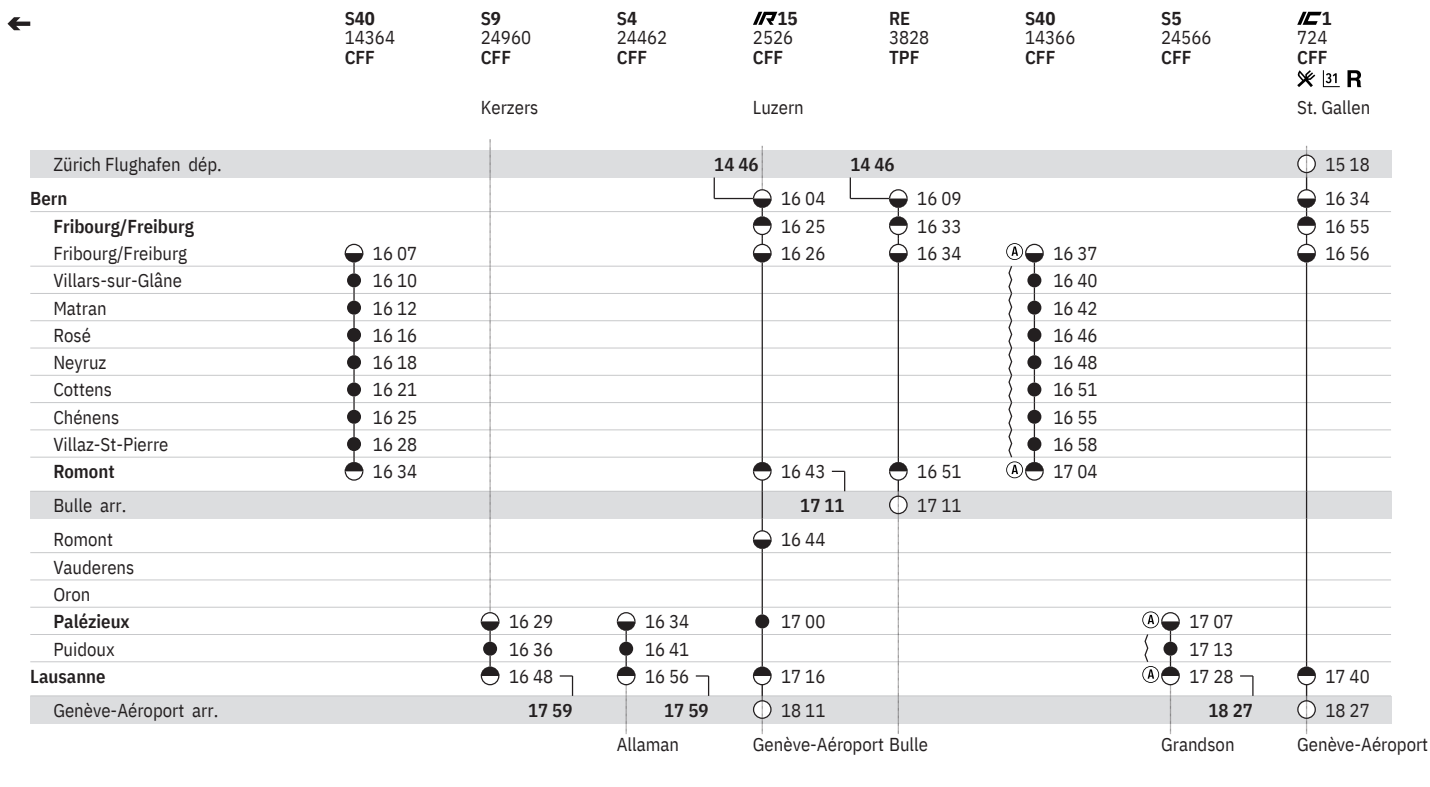 S40 S9 S4 IR15 RE S40 S5 IC1
14364 24960 24462 2526 3828 14366 24566 724
CFF CFF CFF CFF TPF CFF CFF CFF
31 R
Kerzers Luzern St. Gallen
Zürich Flughafen dép. 14 46 14 46 15 18
Bern 16 04 16 09 16 34
Fribourg/Freiburg 16 25 16 33 16 55
Fribourg/Freiburg 16 07 16 26 16 34 A 16 37 16 56
Villars-sur-Glâne 16 10 16 40
Matran 16 12 16 42
Rosé 16 16 16 46
Neyruz 16 18 16 48
Cottens 16 21 16 51
Chénens 16 25 16 55
Villaz-St-Pierre 16 28 16 58
Romont 16 34 16 43 16 51 A 17 04
Bulle arr. 17 11 17 11
Romont 16 44
Vauderens
Oron
Palézieux 16 29 16 34 17 00 A 17 07
Puidoux 16 36 16 41 17 13
Lausanne 16 48 16 56 17 16 A 17 28 17 40
Genève-Aéroport arr. 17 59 17 59 18 11 18 27 18 27
Allaman Genève-Aéroport Bulle Grandson Genève-Aéroport